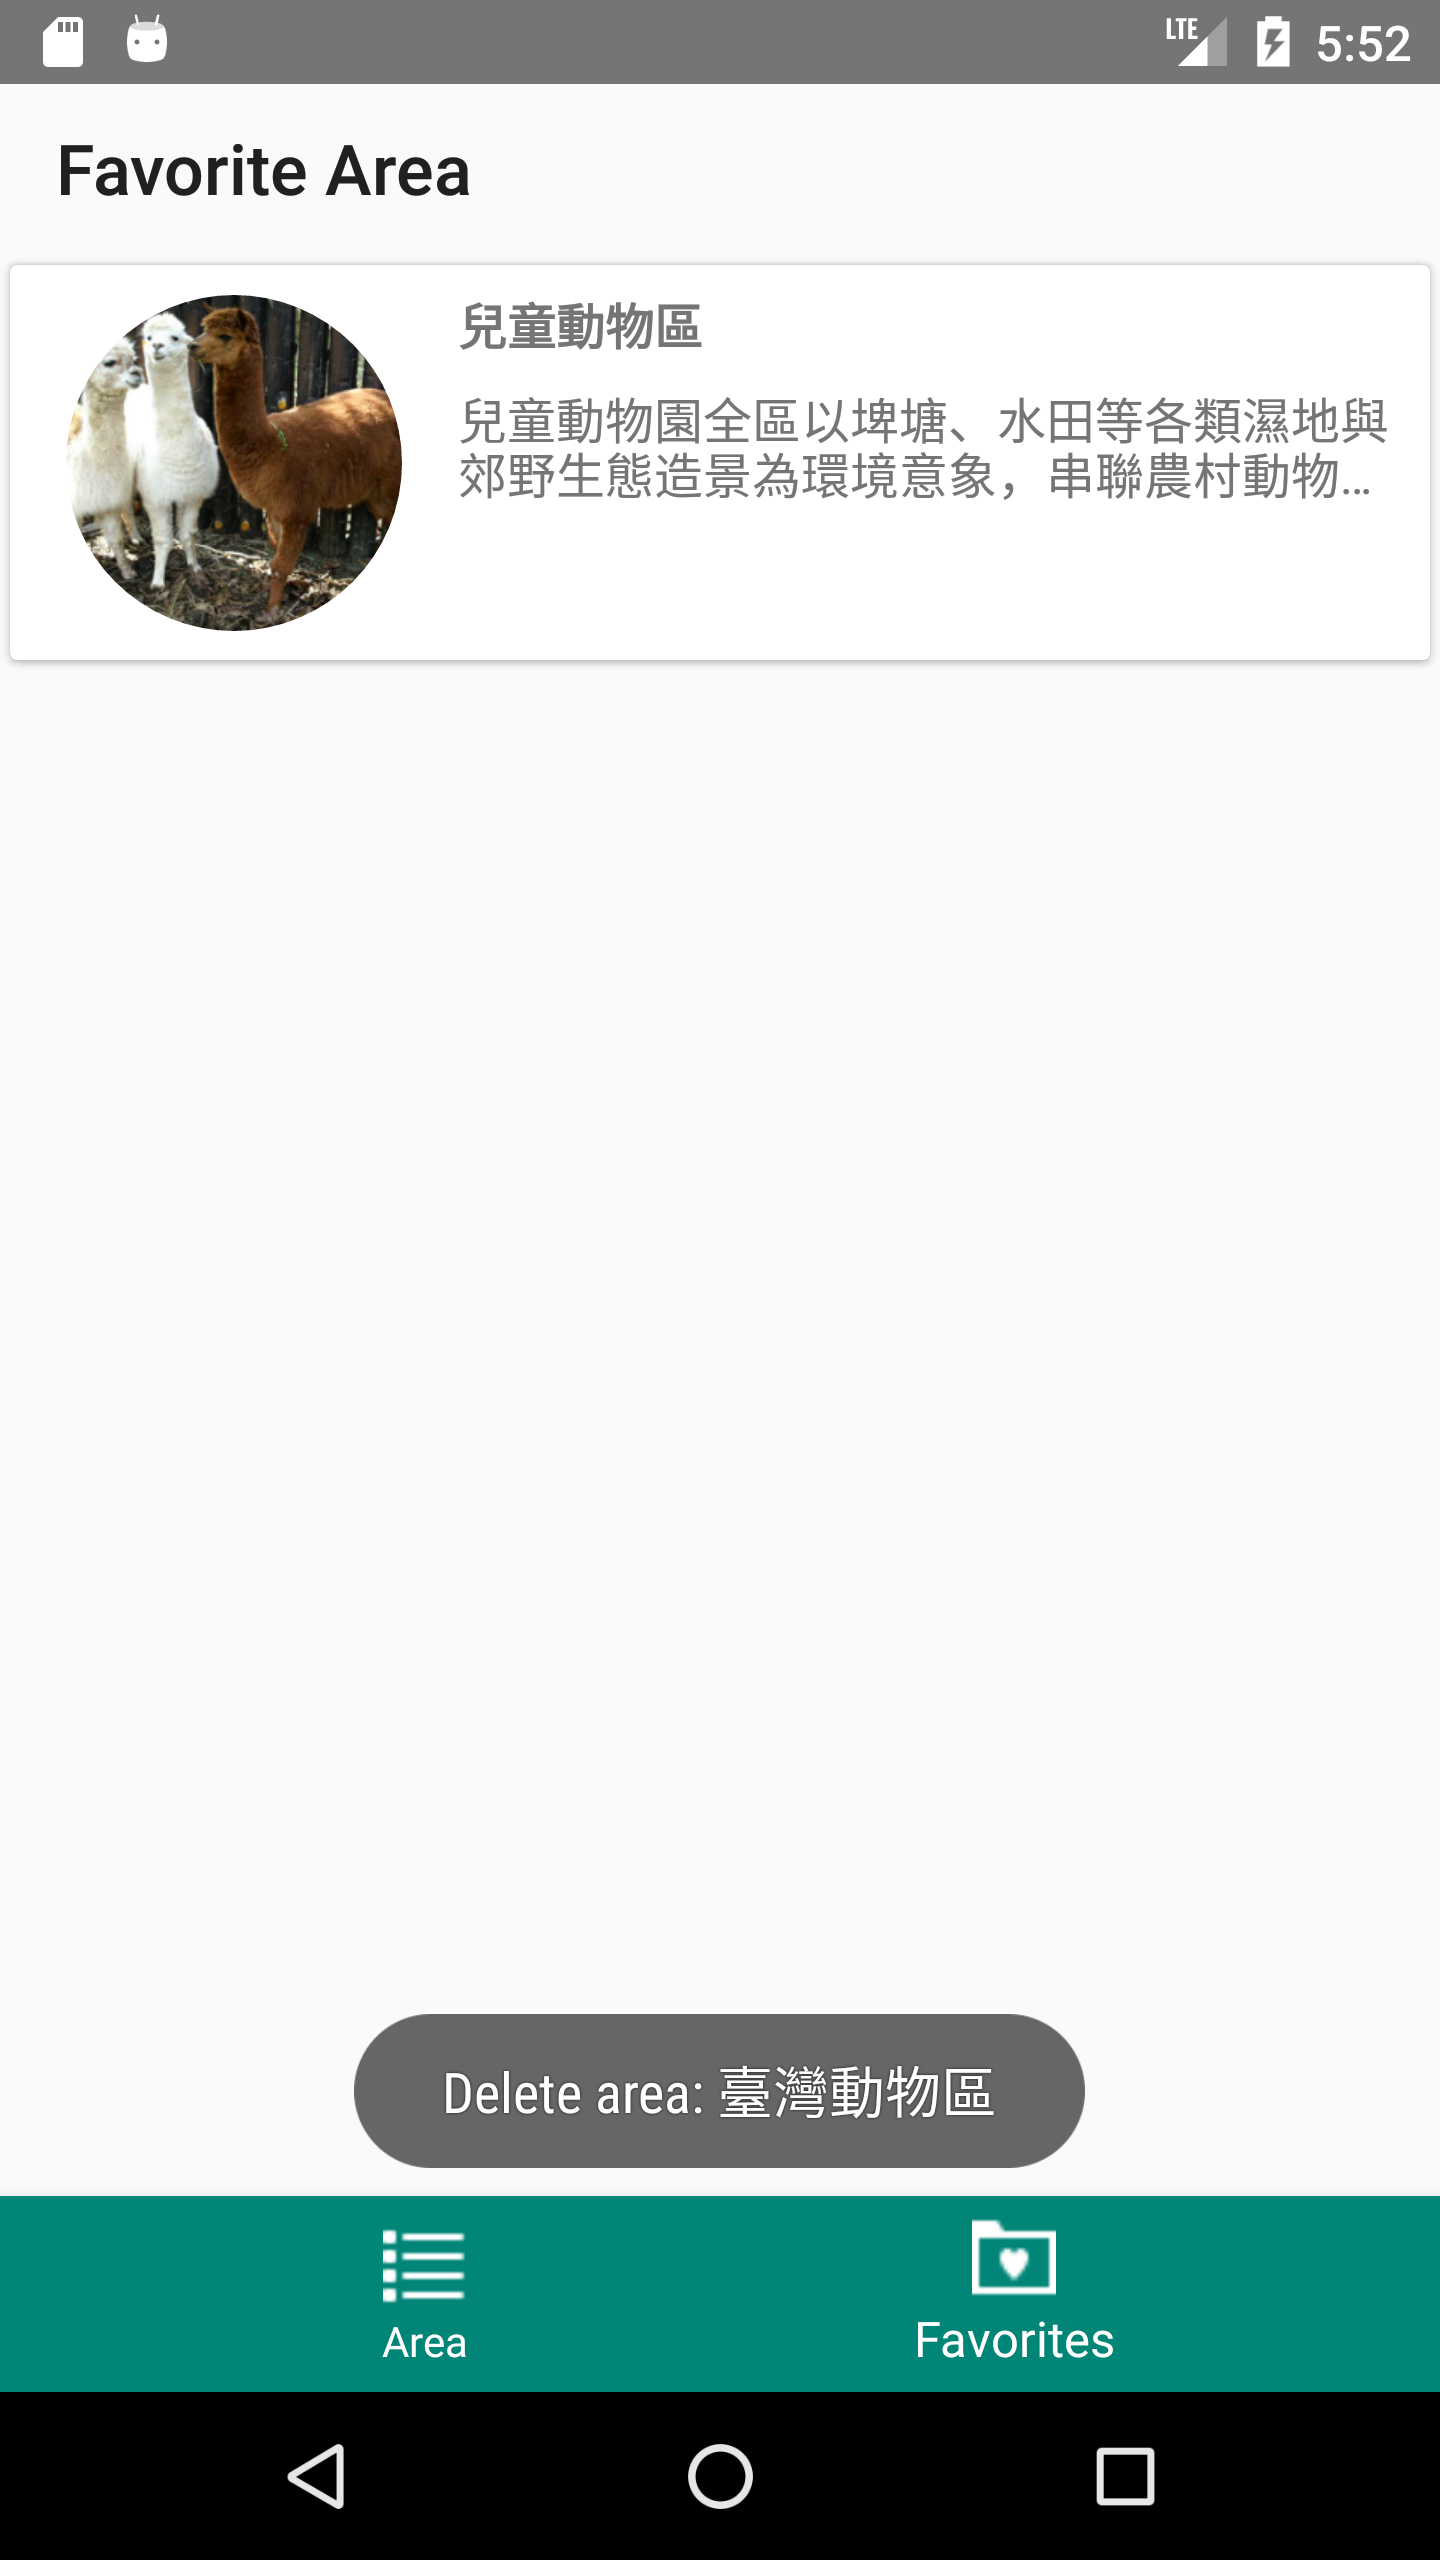 LTE 5:52
Favorite Area
兒童動物區
兒童動物園全區以埤塘、水田等各類濕地與
郊野生態造景為環境意象，串聯農村動物...
Delete area: 臺灣動物區
Area
Favorites